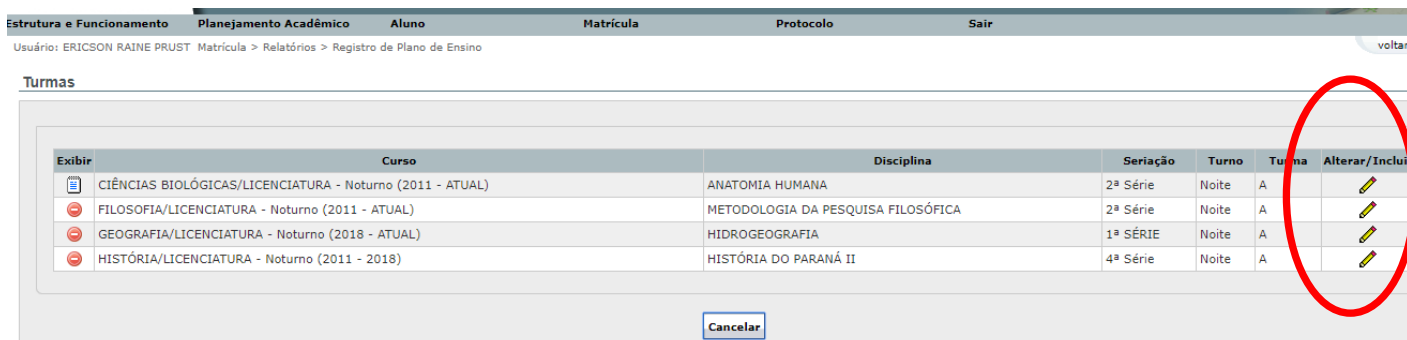 Estrutura e Funcionamento Planejamento Acadêmico Aluno Matrícula Protocolo Sair
Usuário: ERICSON RAINE PRUST Matrícula > Relatórios > Registro de Plano de Ensino voltar
Turmas
Exibir Curso Disciplina Seriação Turno Turma Alterar/Inclui
CIÊNCIAS BIOLÓGICAS/LICENCIATURA - Noturno (2011 - ATUAL) ANATOMIA HUMANA 2ª Série Noite A
FILOSOFIA/LICENCIATURA - Noturno (2011 - ATUAL) METODOLOGIA DA PESQUISA FILOSÓFICA 2ª Série Noite A
GEOGRAFIA/LICENCIATURA - Noturno (2018 - ATUAL) HIDROGEOGRAFIA 1ª SÉRIE Noite A
HISTÓRIA/LICENCIATURA - Noturno (2011 - 2018) HISTÓRIA DO PARANÁ II 4ª Série Noite A
Cancelar